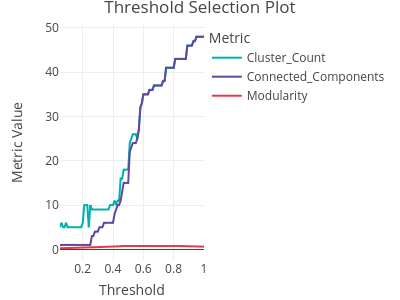 Threshold Selection Plot
Metric Value
50
40
30
20
10
0
0.2 0.4 0.6 0.8 1
Threshold
Metric
Cluster_Count
Connected_Components
Modularity